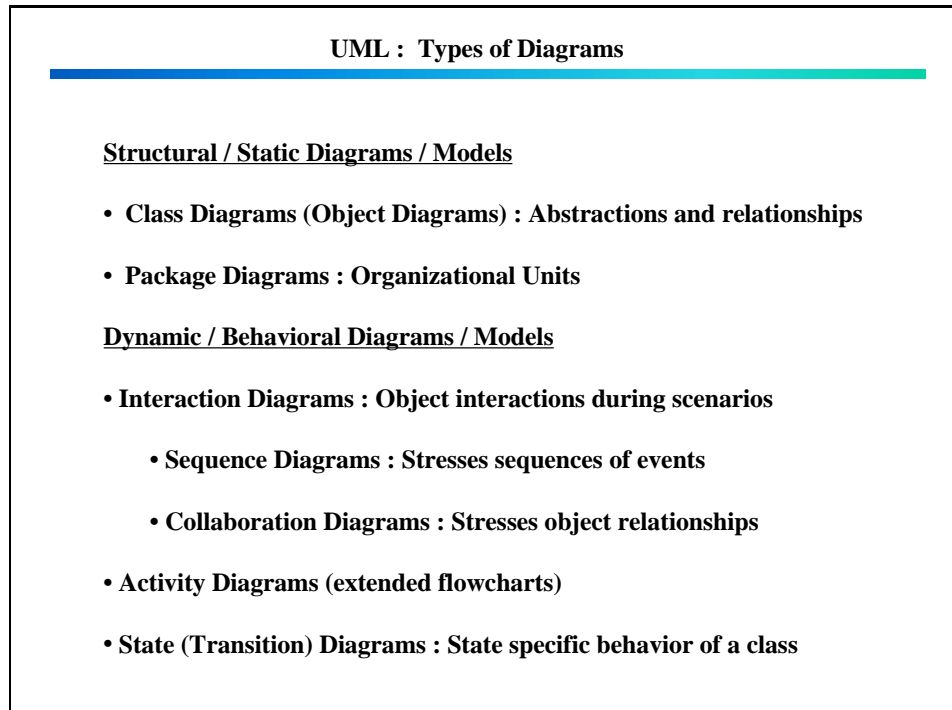 UML : Types of Diagrams
Structural / Static Diagrams / Models
• Class Diagrams (Object Diagrams) : Abstractions and relationships
• Package Diagrams : Organizational Units
Dynamic / Behavioral Diagrams / Models
• Interaction Diagrams : Object interactions during scenarios
• Sequence Diagrams : Stresses sequences of events
• Collaboration Diagrams : Stresses object relationships
• Activity Diagrams (extended flowcharts)
• State (Transition) Diagrams : State specific behavior of a class